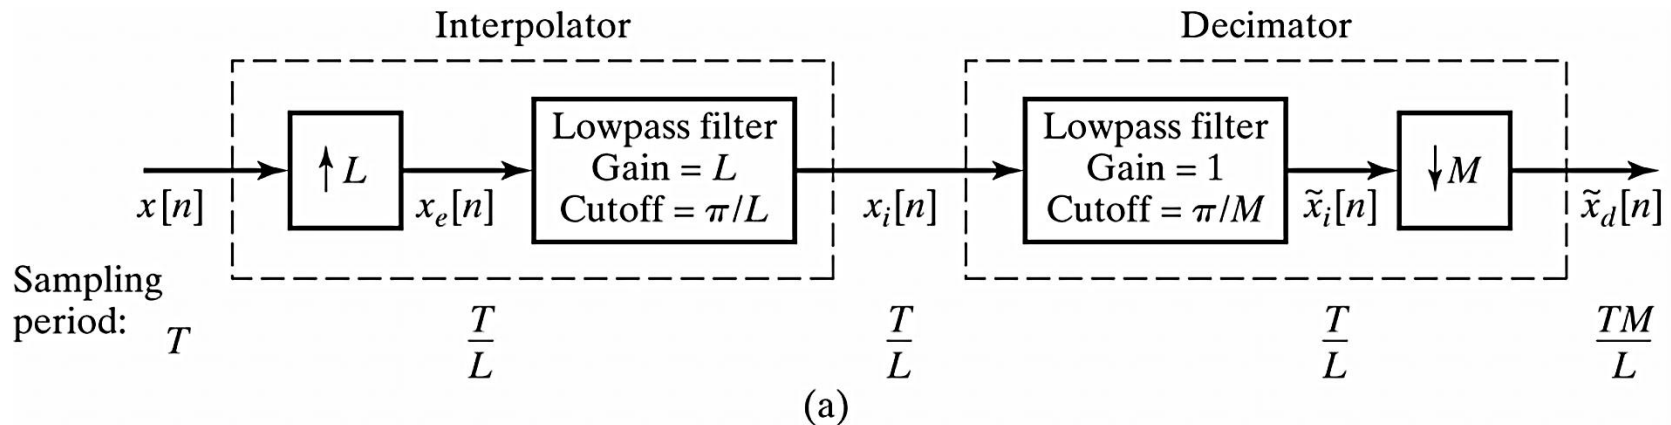 Interpolator
Decimator
↑ L
Lowpass filter
Gain = L
Cutoff = π/L
Lowpass filter
Gain = 1
Cutoff = π/M
↓ M
x[n]
xₑ[n]
xᵢ[n]
x̃ᵢ[n]
x̃_d[n]
Sampling
period:
T
T/L
T/L
T/L
TM/L
(a)